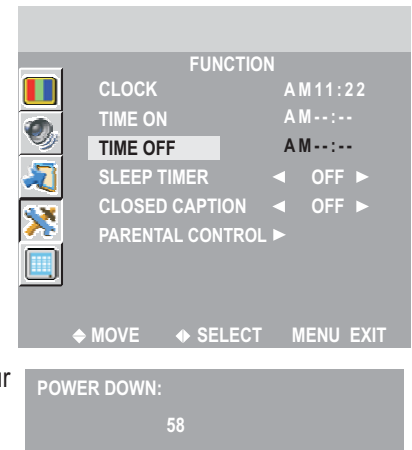 FUNCTION
CLOCK AM11:22
TIME ON AM--:--
TIME OFF AM--:--
SLEEP TIMER ◄ OFF ►
CLOSED CAPTION ◄ OFF ►
PARENTAL CONTROL ►
MOVE SELECT MENU EXIT
POWER DOWN:
58